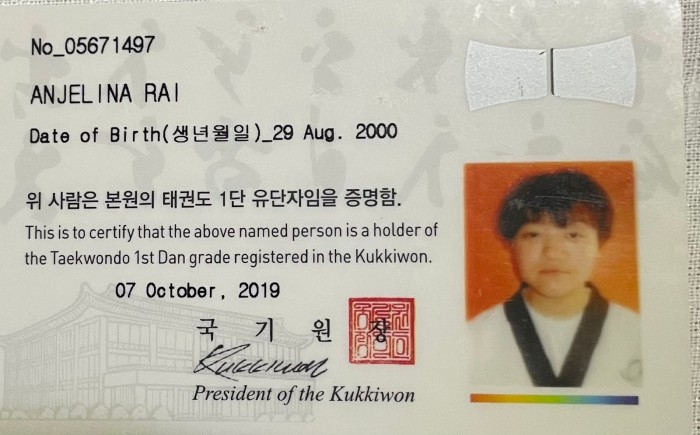 No_05671497
ANJELINA RAI
Date of Birth(생년월일)_29 Aug. 2000
위 사람은 본원의 태권도 1단 유단자임을 증명함.
This is to certify that the above named person is a holder of
the Taekwondo 1st Dan grade registered in the Kukkiwon.
07 October, 2019
국 기 원 장
Kukkiwon
President of the Kukkiwon